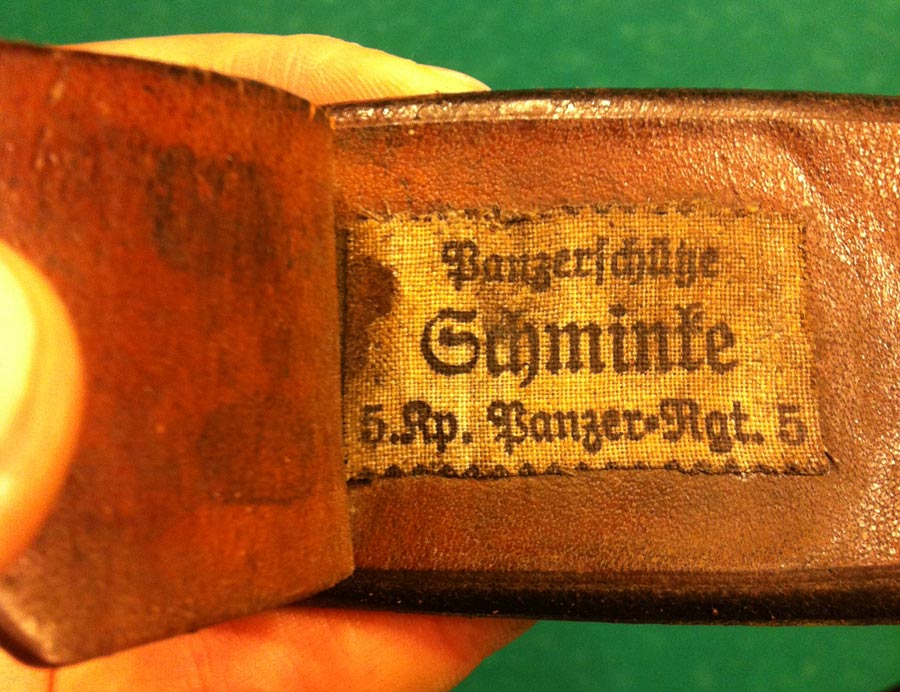 Panzerschütze
Schminke
5.Kp. Panzer-Rgt. 5